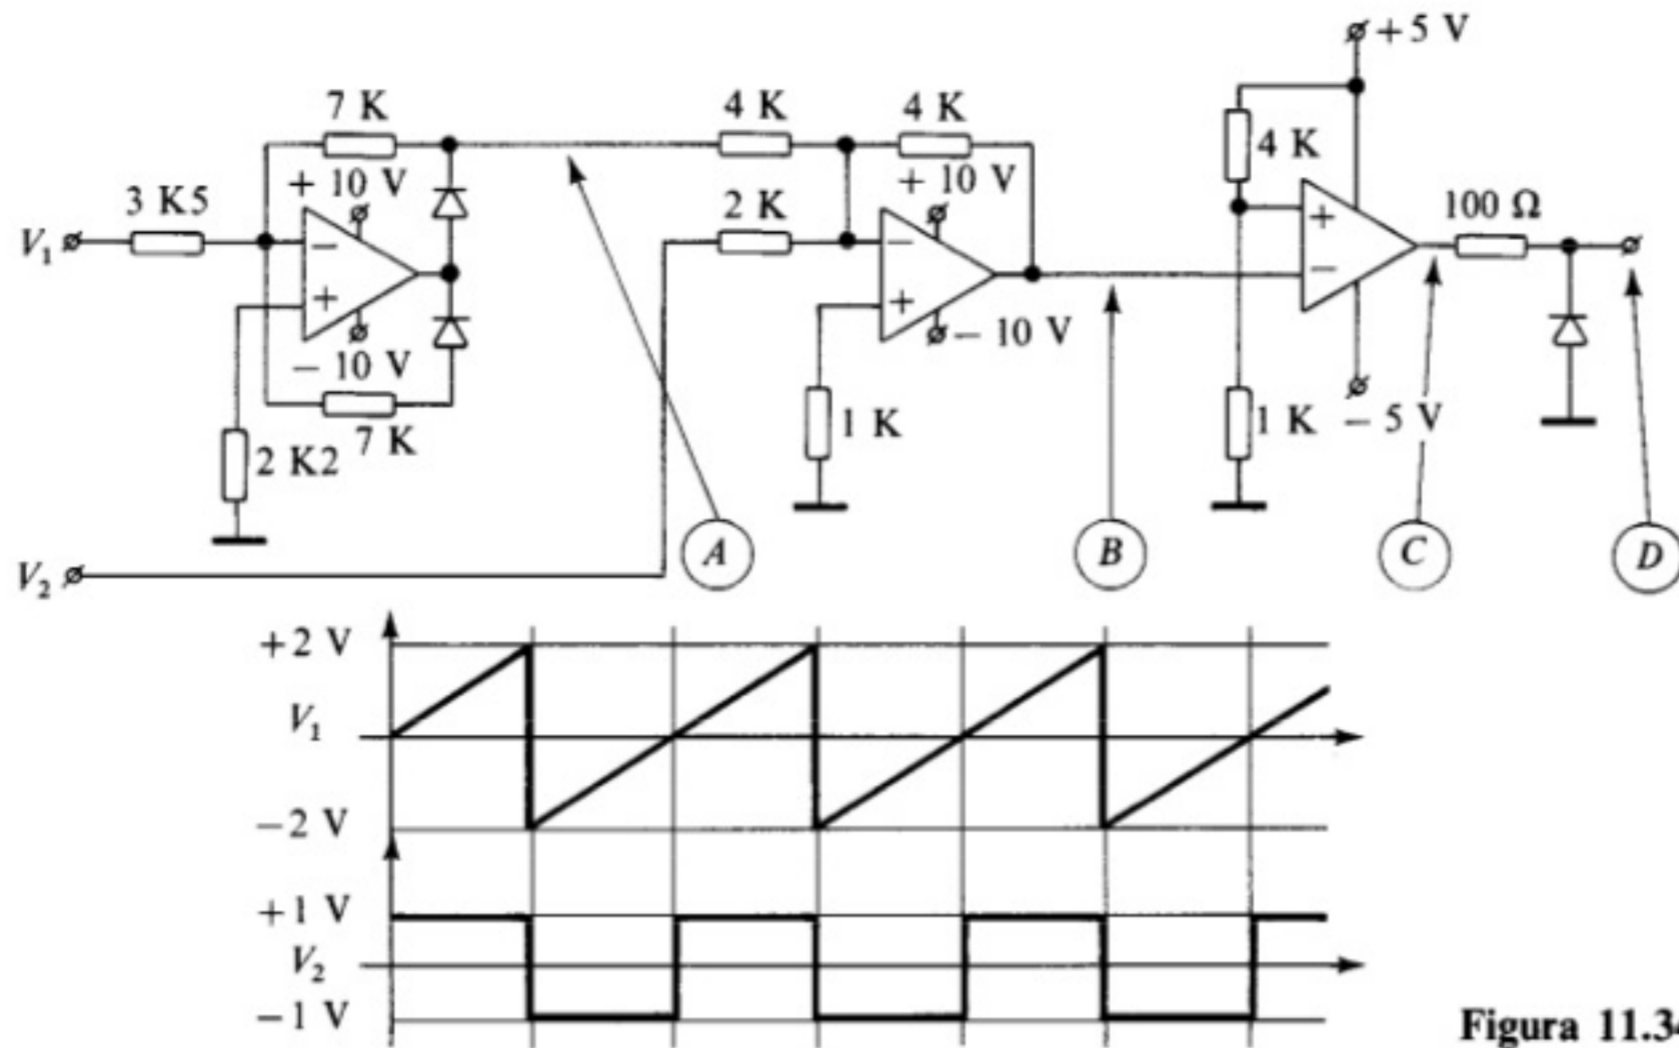 +5 V
7 K
4 K
4 K
+ 10 V
4 K
3 K5
2 K
+ 10 V
100 Ω
V₁
−
−
+
+
+
−
− 10 V
− 10 V
1 K
1 K
− 5 V
2 K2
7 K
V₂
A
B
C
D
+2 V
V₁
−2 V
+1 V
V₂
−1 V